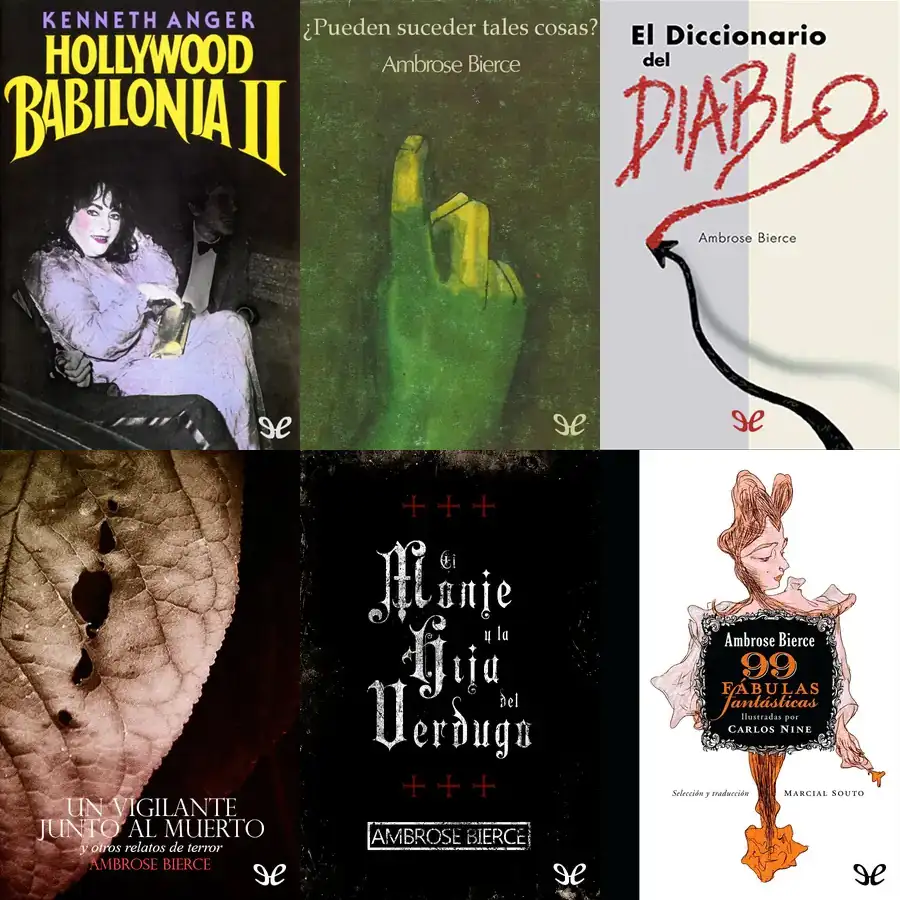 KENNETH ANGER
HOLLYWOOD
BABILONIA II
¿Pueden suceder tales cosas?
Ambrose Bierce
El Diccionario
del
DIABLO
Ambrose Bierce
UN VIGILANTE
JUNTO AL MUERTO
y otros relatos de terror
AMBROSE BIERCE
El
Monje
y la
Hija
del
Verdugo
AMBROSE BIERCE
Ambrose Bierce
99
FÁBULAS
fantásticas
Ilustradas por
CARLOS NINE
Selección y traducción MARCIAL SOUTO